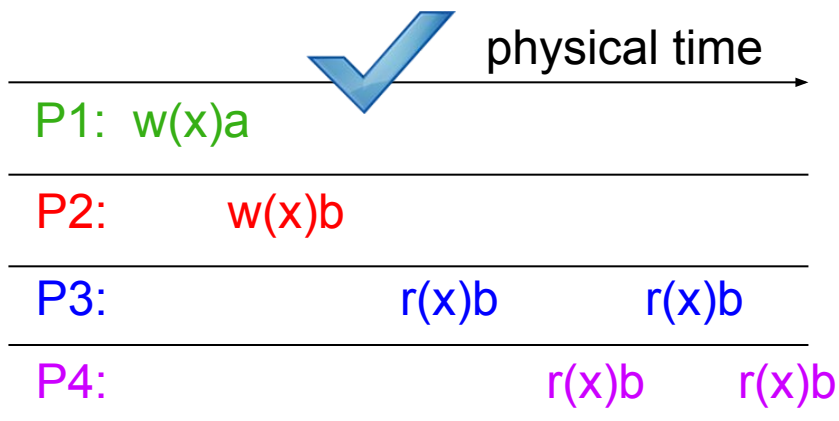 physical time
P1: w(x)a
P2: w(x)b
P3: r(x)b r(x)b
P4: r(x)b r(x)b